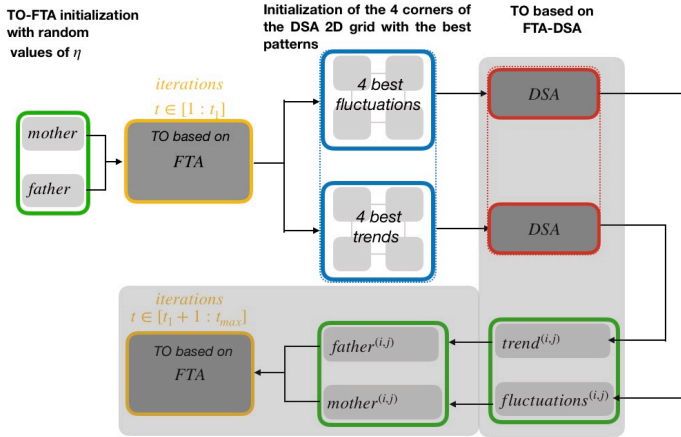 TO-FTA initialization
with random
values of η
Initialization of the 4 corners of
the DSA 2D grid with the best
patterns
TO based on
FTA-DSA
iterations
t ∈ [1 : t₁]
mother
father
TO based on
FTA
4 best
fluctuations
DSA
4 best
trends
DSA
iterations
t ∈ [t₁ + 1 : tₘₐₓ]
TO based on
FTA
father⁽ⁱ,ʲ⁾
mother⁽ⁱ,ʲ⁾
trend⁽ⁱ,ʲ⁾
fluctuations⁽ⁱ,ʲ⁾